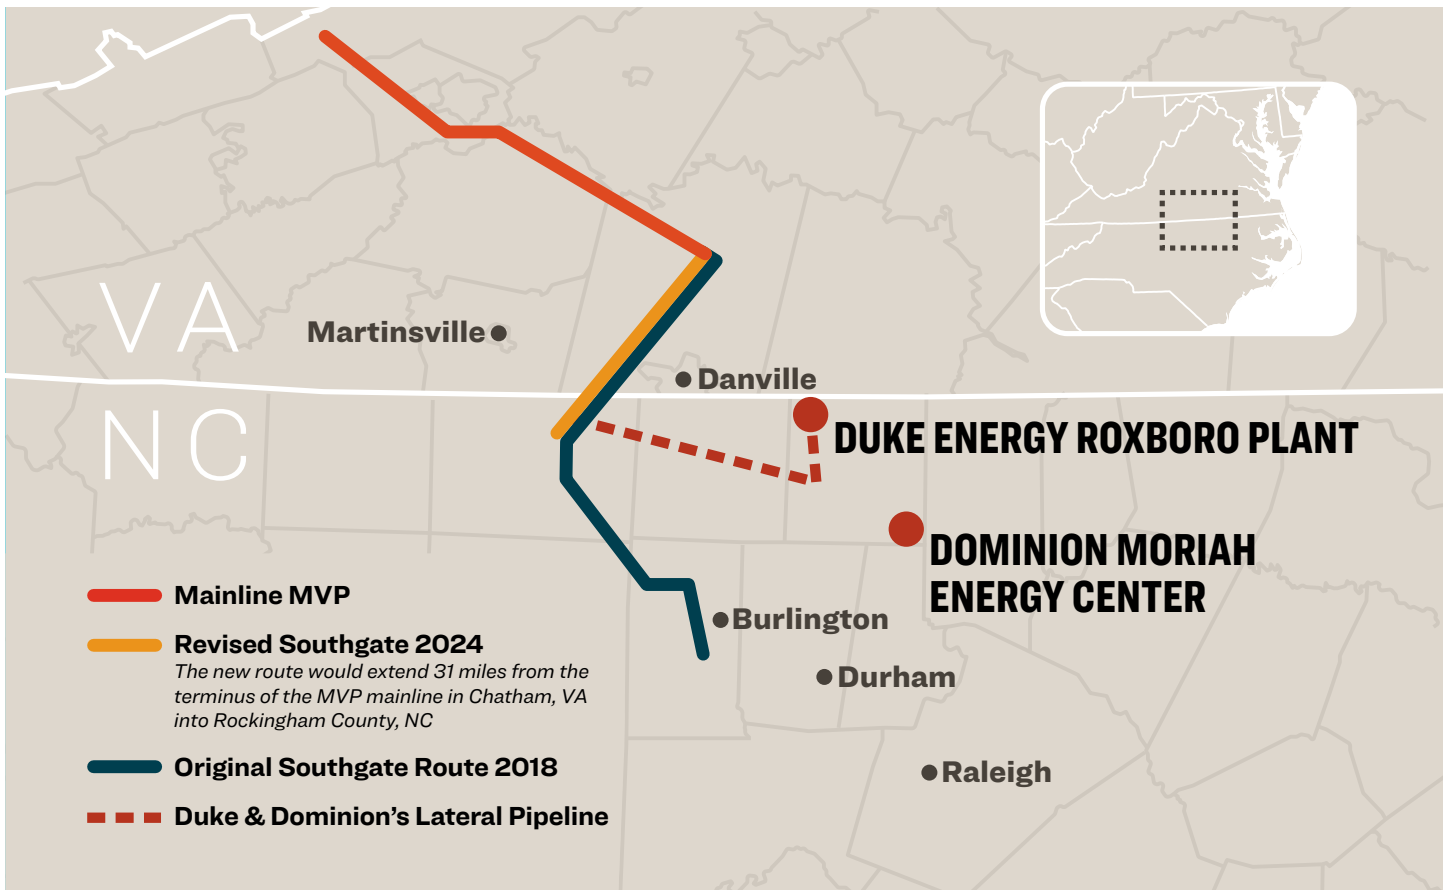 VA
Martinsville
Danville
NC
DUKE ENERGY ROXBORO PLANT
DOMINION MORIAH
ENERGY CENTER
Burlington
Durham
Raleigh
Mainline MVP
Revised Southgate 2024
The new route would extend 31 miles from the
terminus of the MVP mainline in Chatham, VA
into Rockingham County, NC
Original Southgate Route 2018
Duke & Dominion’s Lateral Pipeline